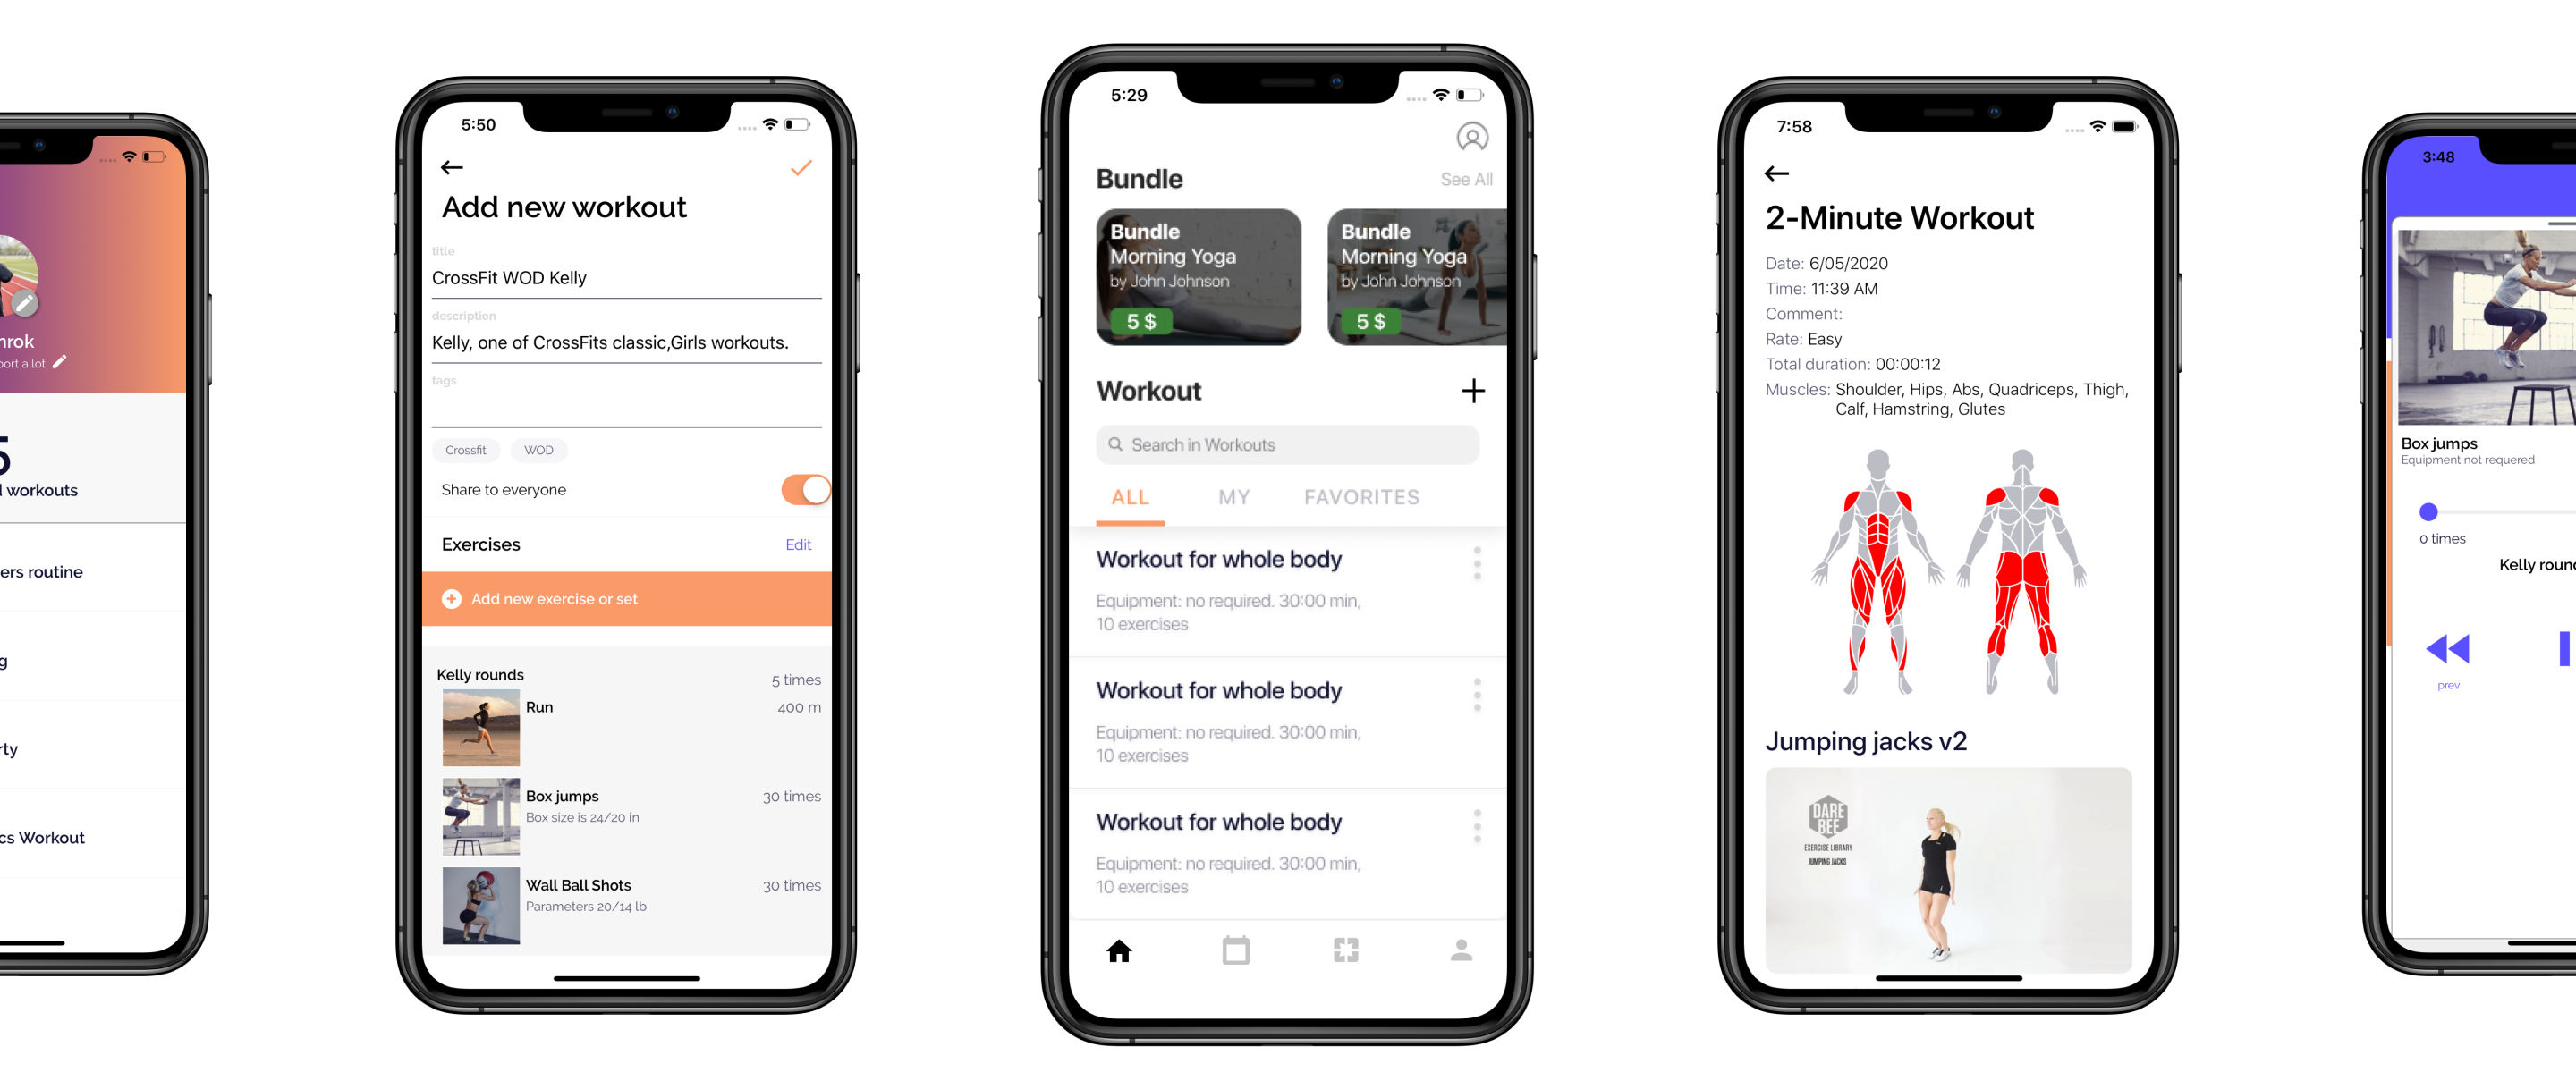 nrok
port a lot
5
d workouts
ers routine
g
rty
cs Workout
5:50
Add new workout
title
CrossFit WOD Kelly
description
Kelly, one of CrossFits classic,Girls workouts.
tags
Crossfit WOD
Share to everyone
Exercises Edit
Add new exercise or set
Kelly rounds 5 times
Run 400 m
Box jumps 30 times
Box size is 24/20 in
Wall Ball Shots 30 times
Parameters 20/14 lb
5:29
Bundle See All
Bundle
Morning Yoga
by John Johnson
5 $
Bundle
Morning Yoga
by John Johnson
5 $
Workout
Search in Workouts
ALL MY FAVORITES
Workout for whole body
Equipment: no required. 30:00 min,
10 exercises
Workout for whole body
Equipment: no required. 30:00 min,
10 exercises
Workout for whole body
Equipment: no required. 30:00 min,
10 exercises
7:58
2-Minute Workout
Date: 6/05/2020
Time: 11:39 AM
Comment:
Rate: Easy
Total duration: 00:00:12
Muscles: Shoulder, Hips, Abs, Quadriceps, Thigh,
Calf, Hamstring, Glutes
Jumping jacks v2
DARE
BEE
EXERCISE LIBRARY
JUMPING JACKS
3:48
Box jumps
Equipment not requered
0 times
Kelly roun
prev